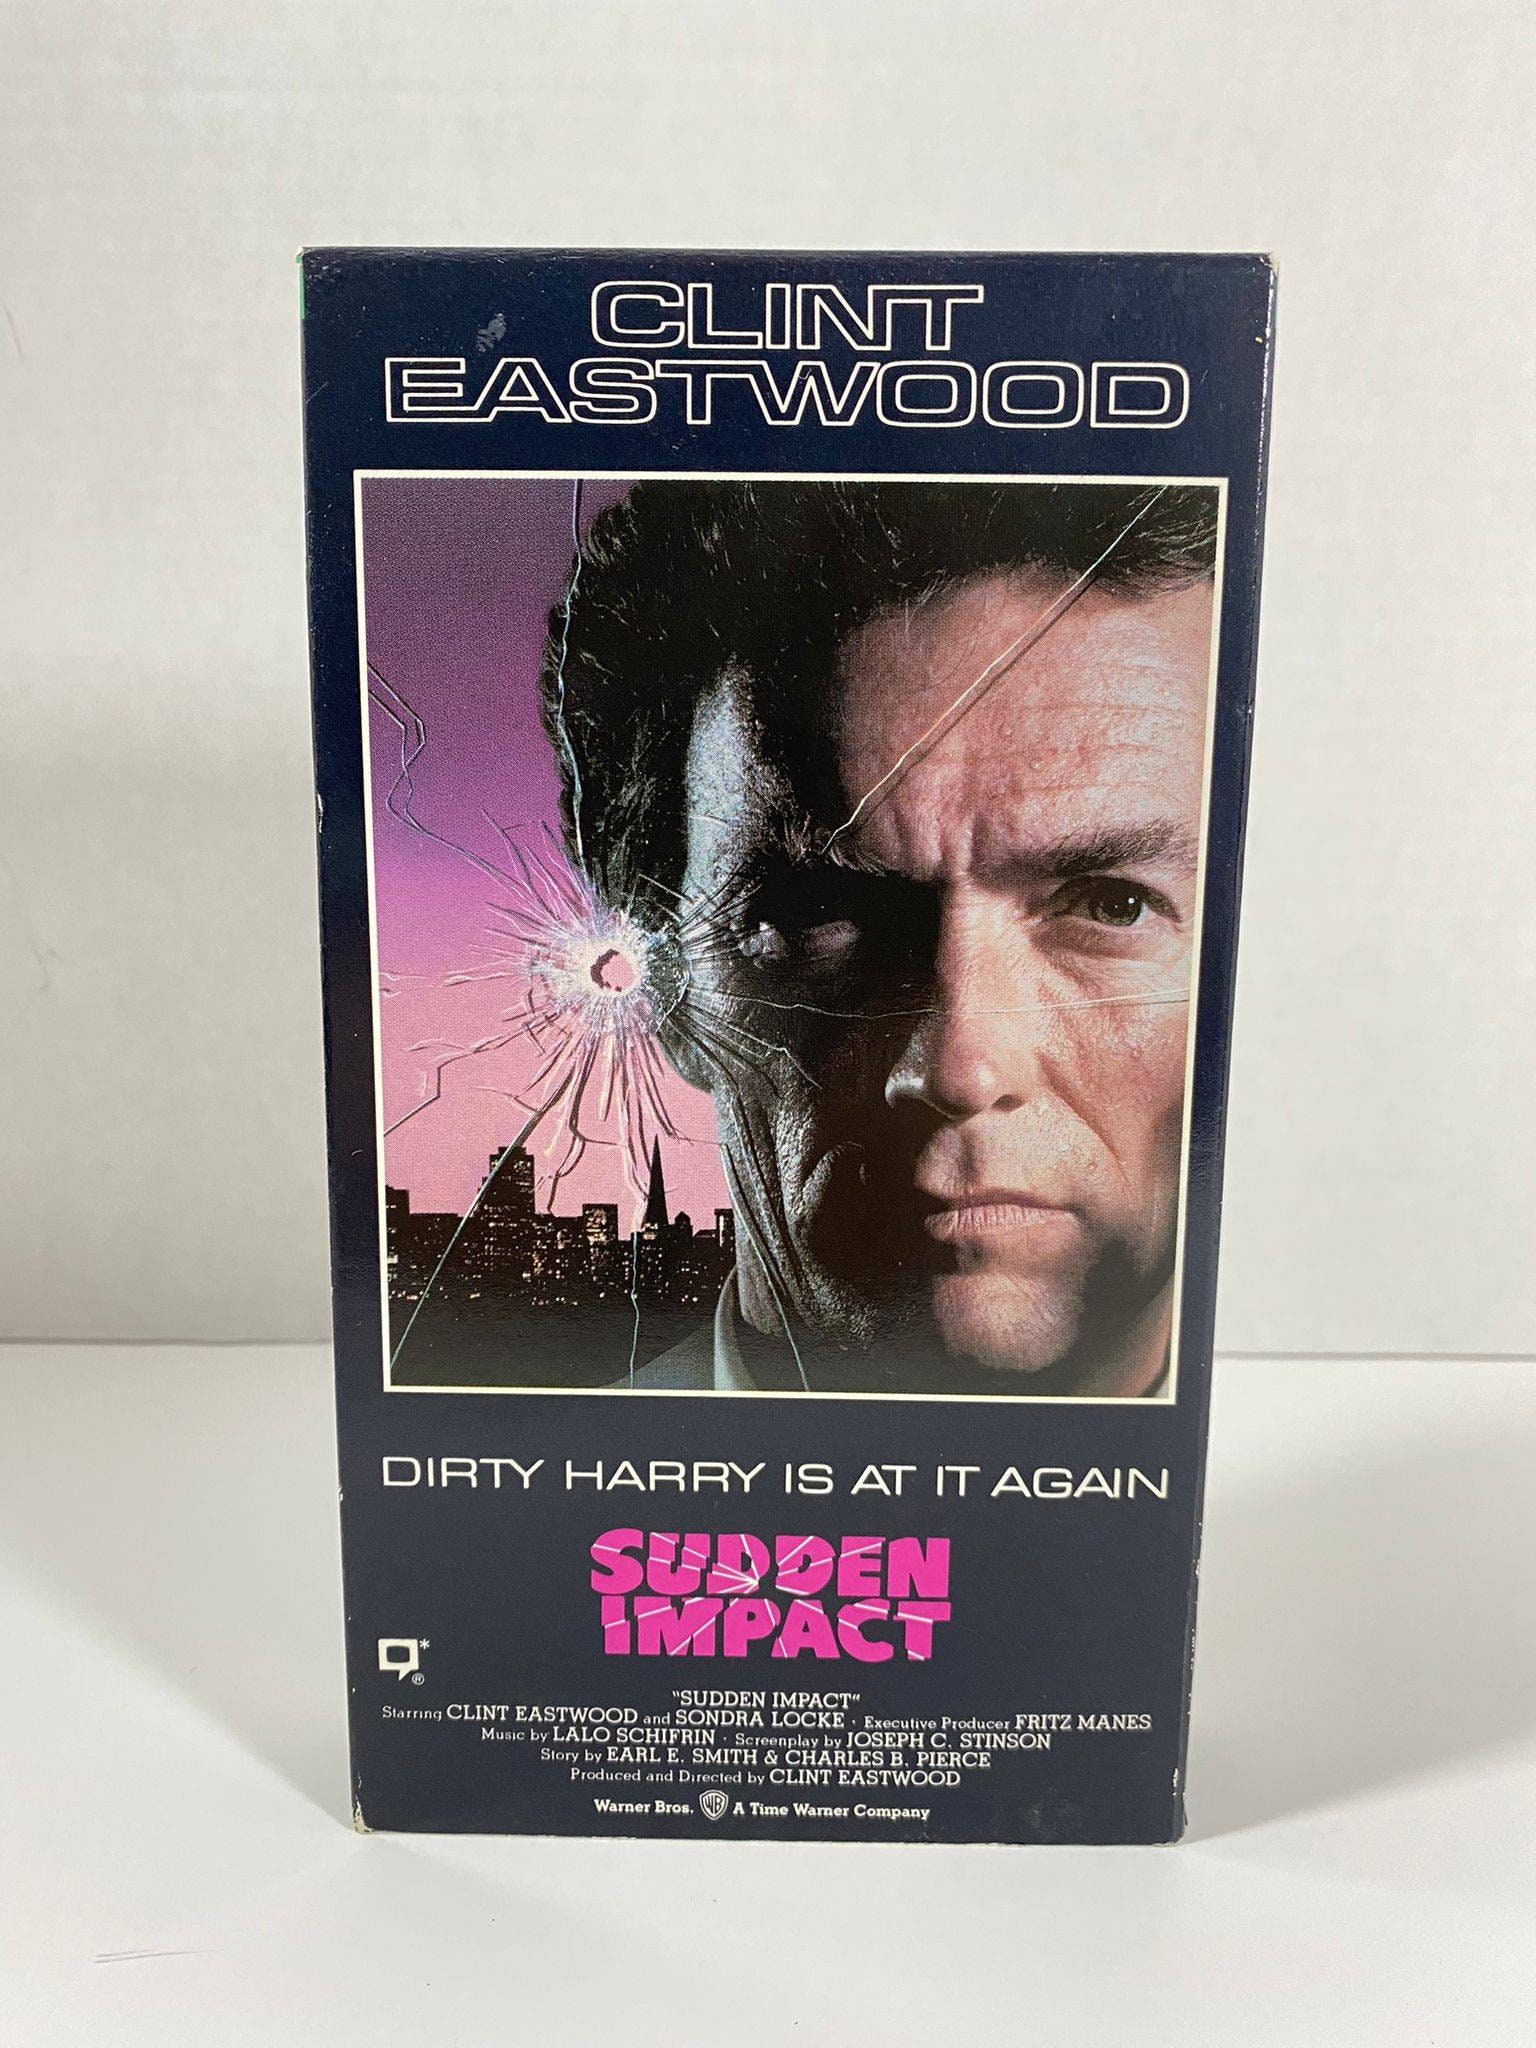 CLINT
EASTWOOD
DIRTY HARRY IS AT IT AGAIN
SUDDEN
IMPACT
*
®
"SUDDEN IMPACT"
Starring CLINT EASTWOOD and SONDRA LOCKE · Executive Producer FRITZ MANES
Music by LALO SCHIFRIN · Screenplay by JOSEPH C. STINSON
Story by EARL E. SMITH & CHARLES B. PIERCE
Produced and Directed by CLINT EASTWOOD
Warner Bros. WB A Time Warner Company